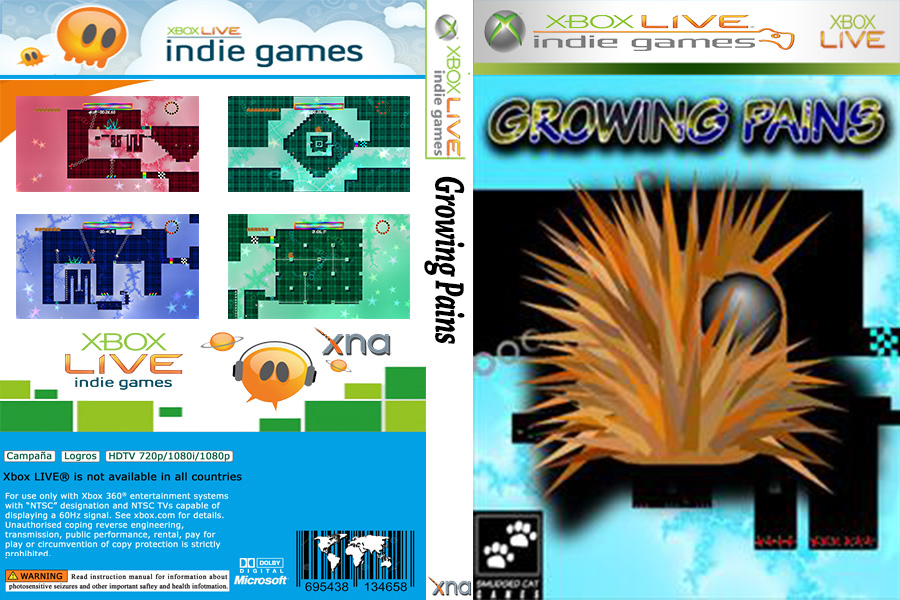 XBOX LIVE
indie games
XBOX LIVE
indie games
xna
Campaña Logros HDTV 720p/1080i/1080p
Xbox LIVE® is not available in all countries
For use only with Xbox 360® entertainment systems
with "NTSC" designation and NTSC TVs capable of
displaying a 60Hz signal. See xbox.com for details.
Unauthorised coping reverse engineering,
transmission, public performance, rental, pay for
play or circumvention of copy protection is strictly
prohibited.
WARNING Read instruction manual for information about
photosensitive seizures and other important saftey and health infotmation.
DOLBY
DIGITAL
Microsoft
695438 134658
XBOX LIVE
indie games
Growing Pains
xna
XBOX LIVE
indie games
XBOX
LIVE
GROWING PAINS
SMUDGED CAT
GAMES